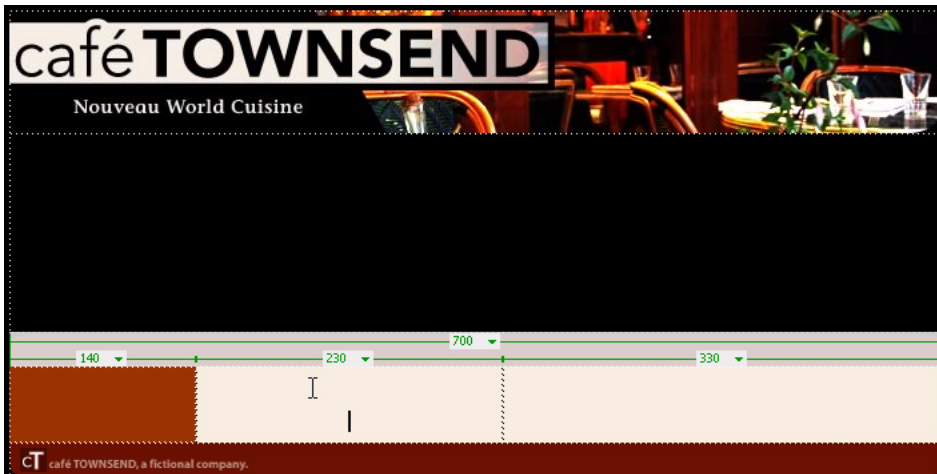 café TOWNSEND
Nouveau World Cuisine
700
140 230 330
cT café TOWNSEND, a fictional company.